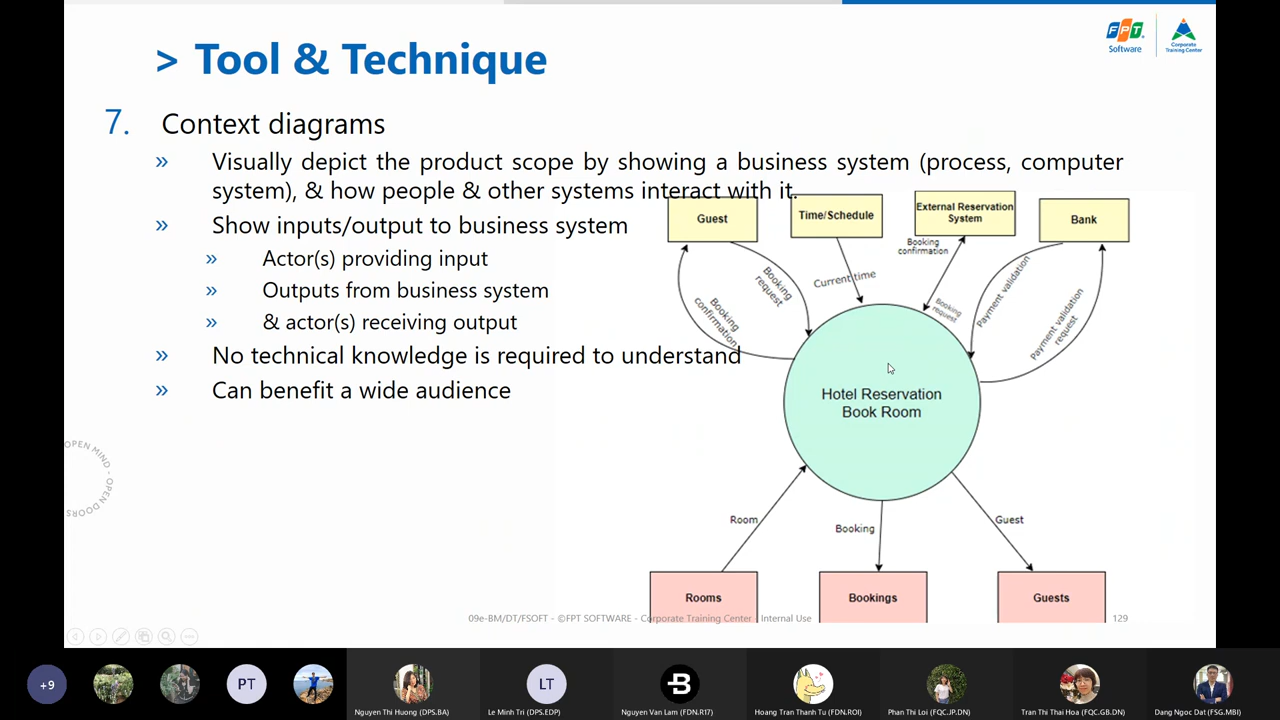 > Tool & Technique
FPT
Software
Corporate
Training Center
7. Context diagrams
» Visually depict the product scope by showing a business system (process, computer
system), & how people & other systems interact with it.
» Show inputs/output to business system
» Actor(s) providing input
» Outputs from business system
» & actor(s) receiving output
» No technical knowledge is required to understand
» Can benefit a wide audience
Guest
Time/Schedule
External Reservation
System
Bank
Booking
request
Booking
confirmation
Current time
Booking
confirmation
Booking
request
Payment validation
Payment validation
request
Hotel Reservation
Book Room
Room
Booking
Guest
Rooms
Bookings
Guests
OPEN MIND - OPEN DOORS
09e-BM/DT/FSOFT - ©FPT SOFTWARE - Corporate Training Center - Internal Use
129
+9
PT
Nguyen Thi Huong (DPS.BA)
LT
Le Minh Tri (DPS.EDP)
Nguyen Van Lam (FDN.R17)
Hoang Tran Thanh Tu (FDN.ROI)
Phan Thi Loi (FQC.JP.DN)
Tran Thi Thai Hoa (FQC.GB.DN)
Dang Ngoc Dat (FSG.MBI)